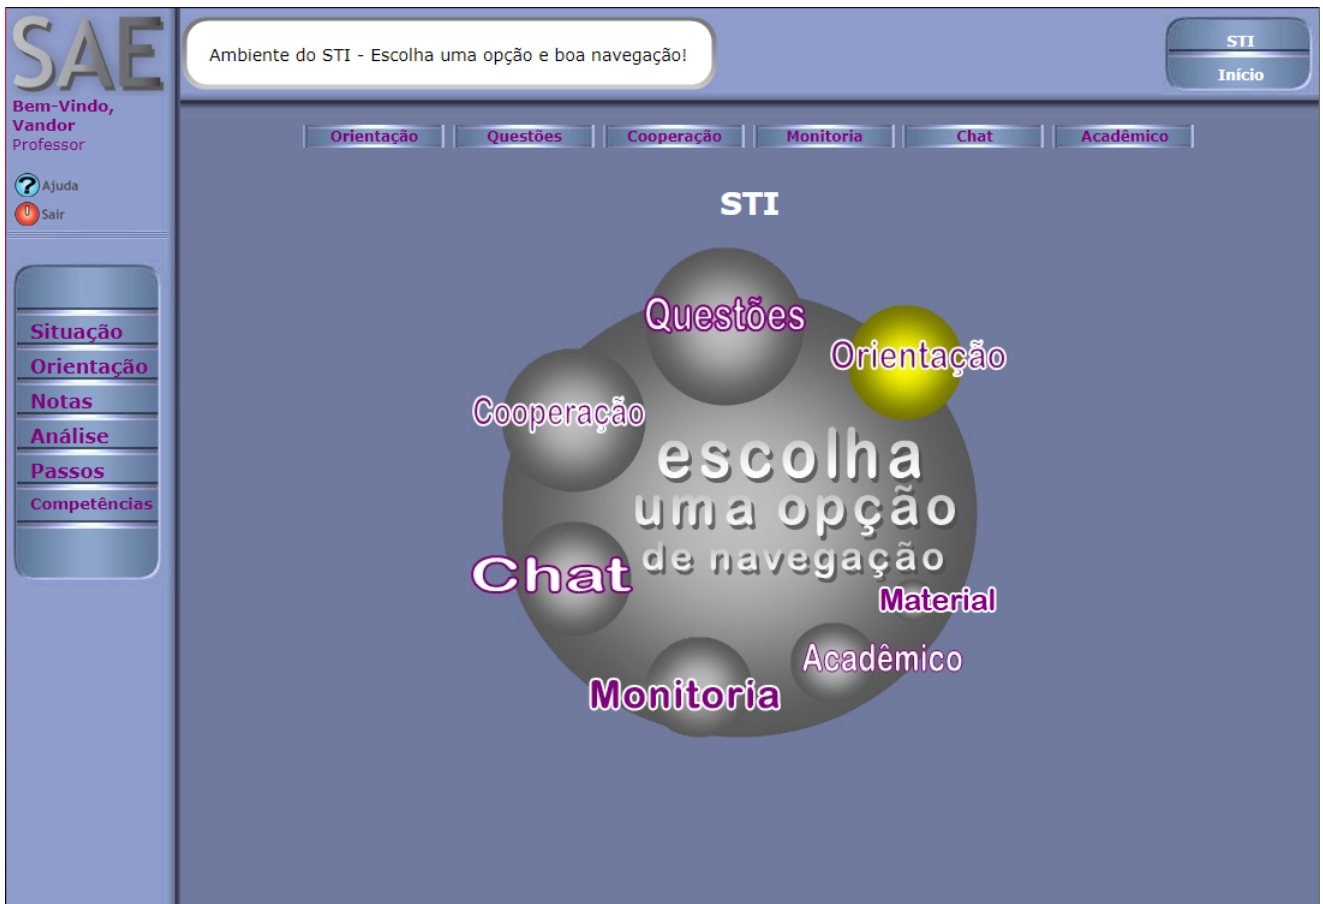 SAE
Bem-Vindo,
Vandor
Professor
Ajuda
Sair
Situação
Orientação
Notas
Análise
Passos
Competências
Ambiente do STI - Escolha uma opção e boa navegação!
STI
Início
Orientação
Questões
Cooperação
Monitoria
Chat
Acadêmico
STI
Questões
Orientação
Cooperação
escolha
uma opção
de navegação
Chat
Material
Acadêmico
Monitoria